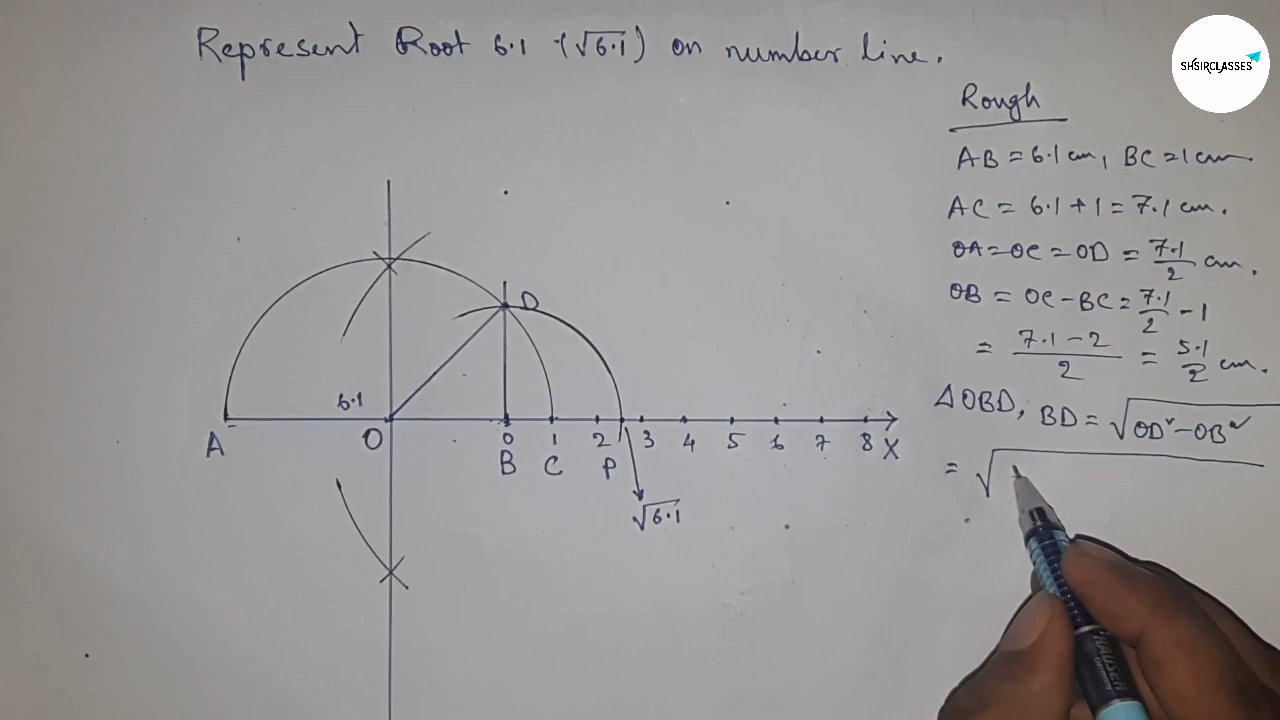 Represent Root 6.1 (√6.1) on number line.
SHSIRCLASSES
Rough
AB = 6.1 cm, BC = 1 cm
AC = 6.1 + 1 = 7.1 cm.
OA = OC = OD = 7.1/2 cm.
OB = OC - BC = 7.1/2 - 1
= 7.1 - 2/2 = 5.1/2 cm.
△OBD, BD = √OD² - OB²
= √
D
6.1
A O 0 1 2 3 4 5 6 7 8 X
B C P
√6.1
HAUSER
Germany